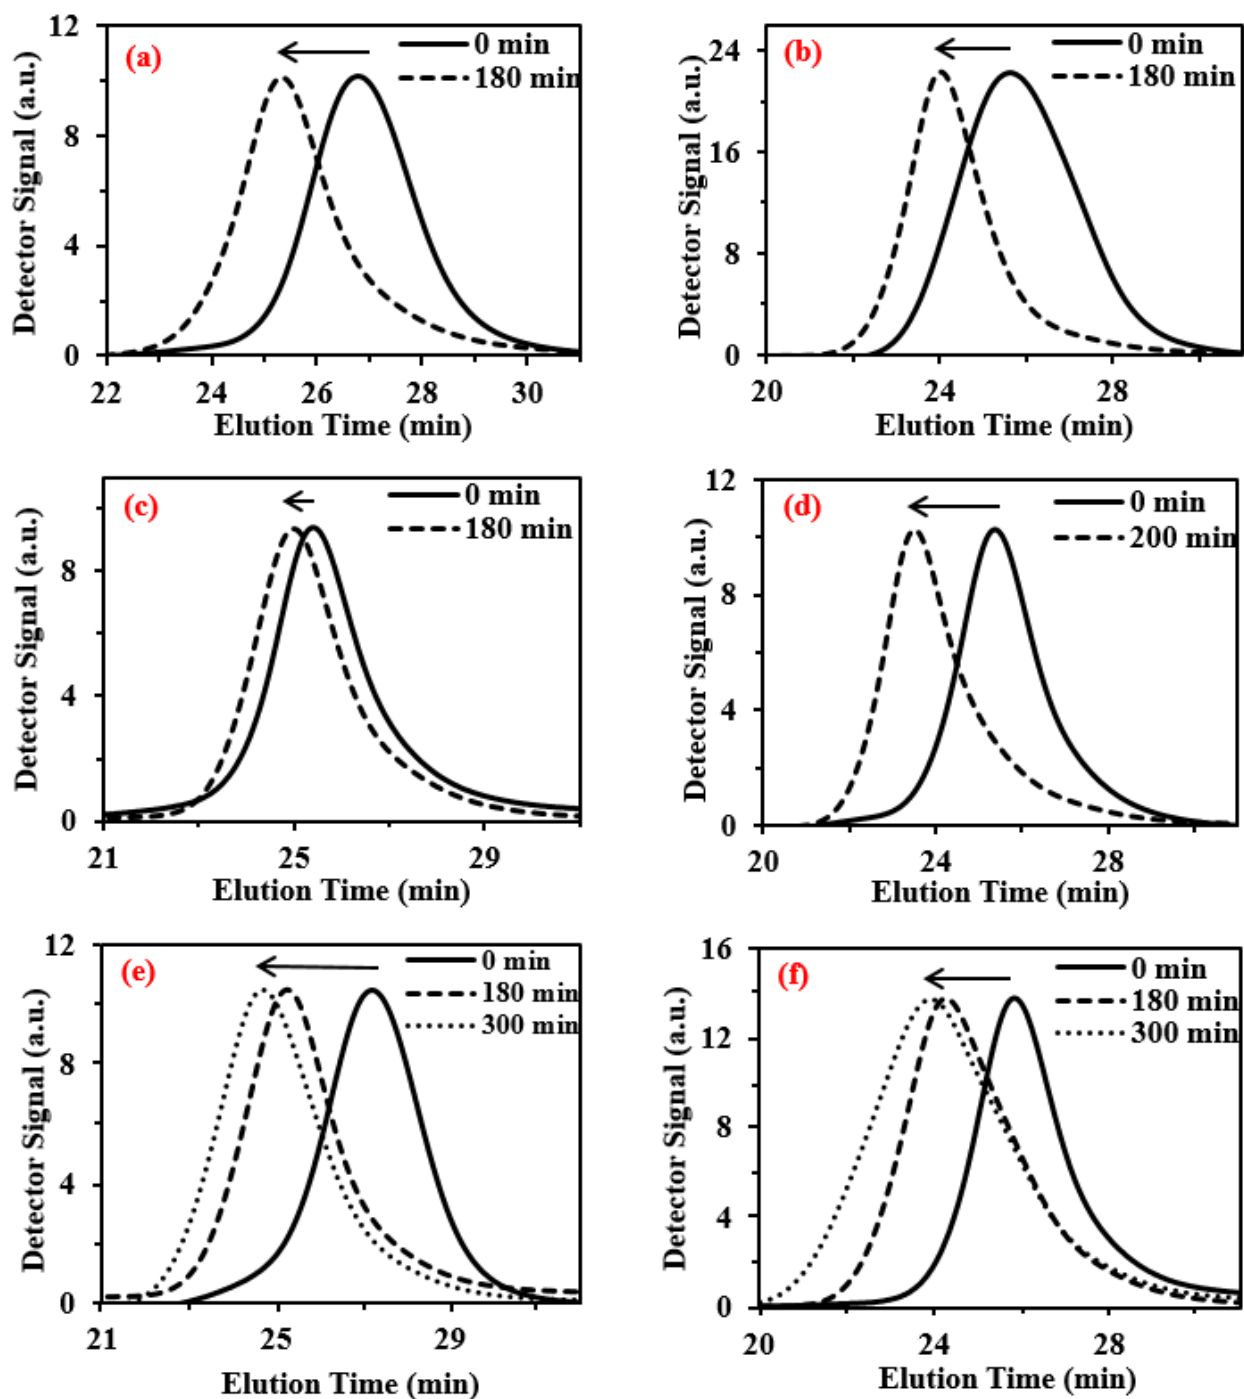 (a)
0 min
180 min
Detector Signal (a.u.)
12
8
4
0
22 24 26 28 30
Elution Time (min)
(b)
0 min
180 min
Detector Signal (a.u.)
24
16
8
0
20 24 28
Elution Time (min)
(c)
0 min
180 min
Detector Signal (a.u.)
8
4
0
21 25 29
Elution Time (min)
(d)
0 min
200 min
Detector Signal (a.u.)
12
8
4
0
20 24 28
Elution Time (min)
(e)
0 min
180 min
300 min
Detector Signal (a.u.)
12
8
4
0
21 25 29
Elution Time (min)
(f)
0 min
180 min
300 min
Detector Signal (a.u.)
16
12
8
4
0
20 24 28
Elution Time (min)